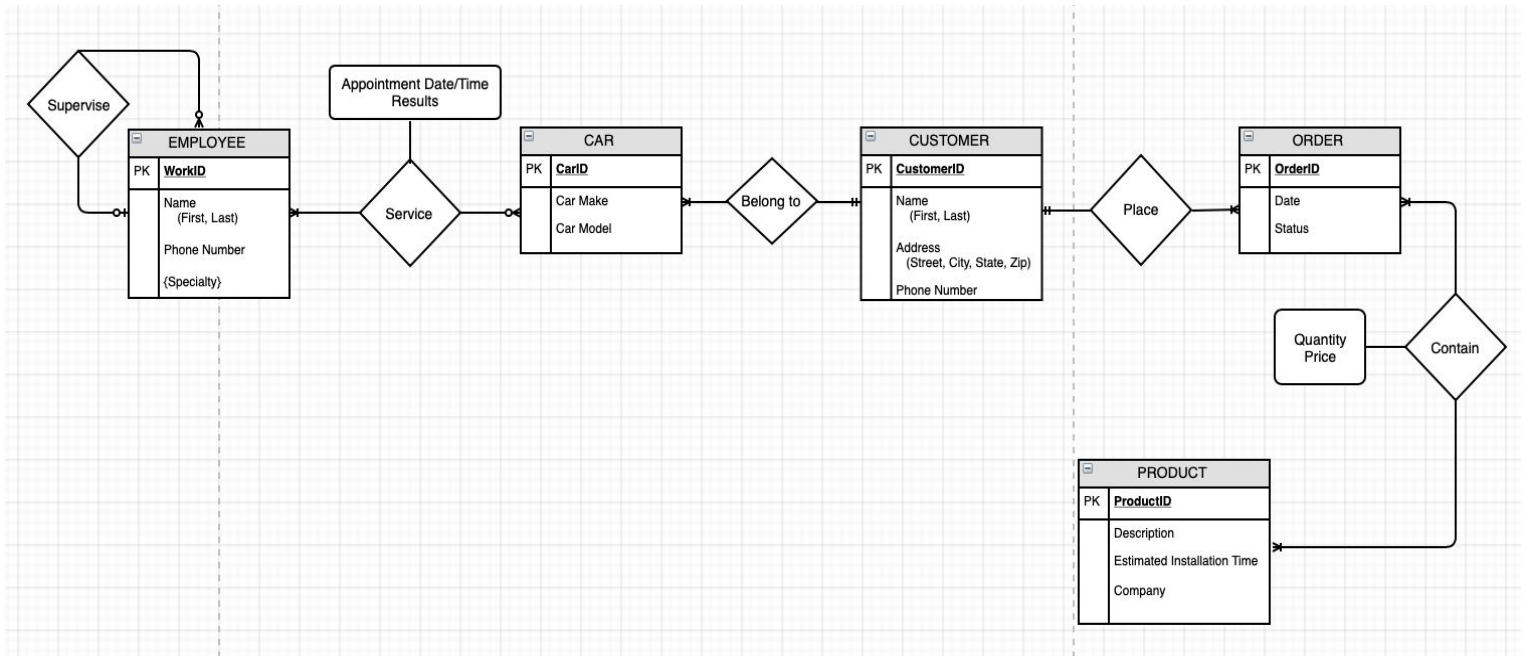 Supervise
EMPLOYEE
PK WorkID
Name
(First, Last)
Phone Number
{Specialty}
Appointment Date/Time
Results
Service
CAR
PK CarID
Car Make
Car Model
Belong to
CUSTOMER
PK CustomerID
Name
(First, Last)
Address
(Street, City, State, Zip)
Phone Number
Place
ORDER
PK OrderID
Date
Status
Quantity
Price
Contain
PRODUCT
PK ProductID
Description
Estimated Installation Time
Company